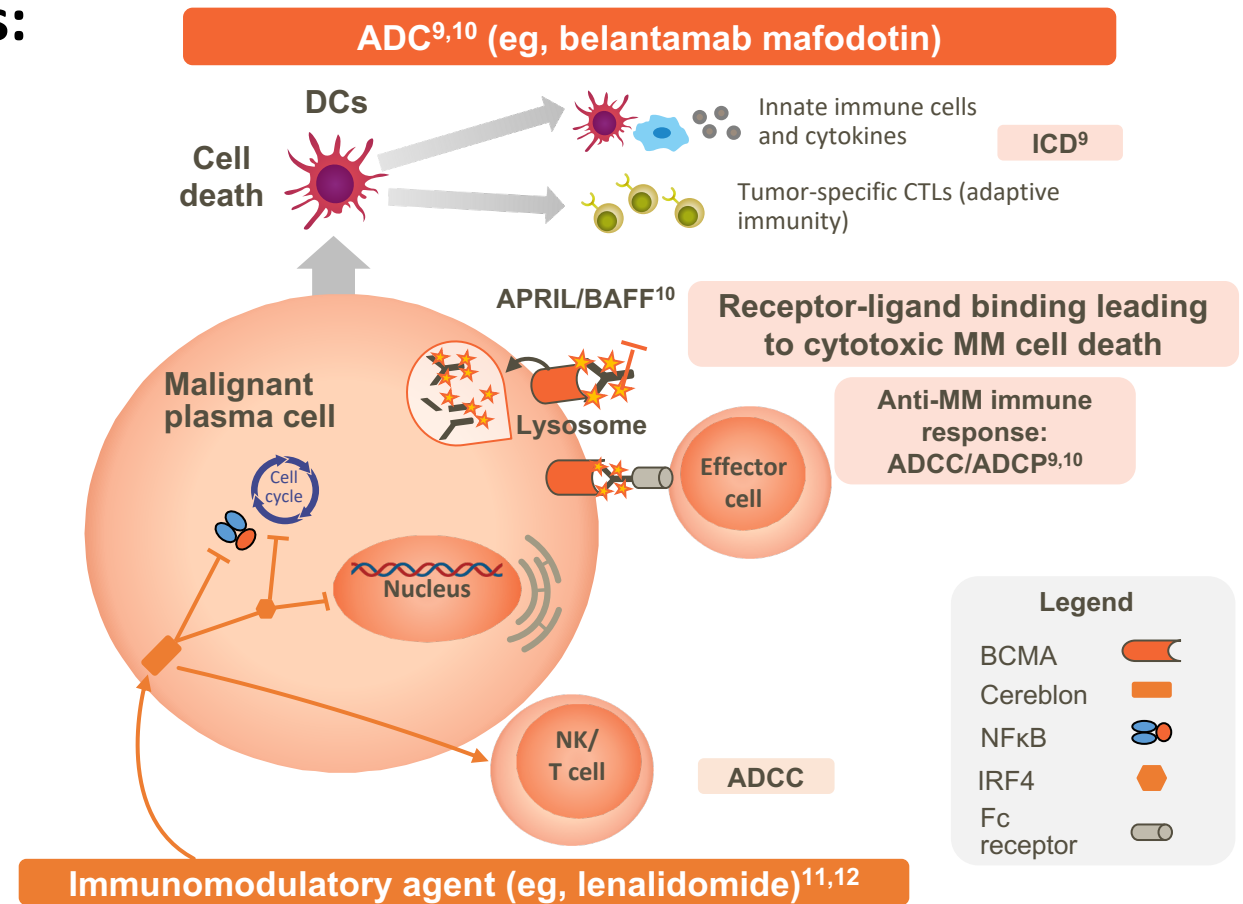 s:
ADC9,10 (eg, belantamab mafodotin)
DCs
Cell
death
Innate immune cells
and cytokines
ICD9
Tumor-specific CTLs (adaptive
immunity)
APRIL/BAFF10
Receptor-ligand binding leading
to cytotoxic MM cell death
Malignant
plasma cell
Lysosome
Anti-MM immune
response:
ADCC/ADCP9,10
Effector
cell
Cell
cycle
Nucleus
NK/
T cell
ADCC
Legend
BCMA
Cereblon
NFκB
IRF4
Fc
receptor
Immunomodulatory agent (eg, lenalidomide)11,12